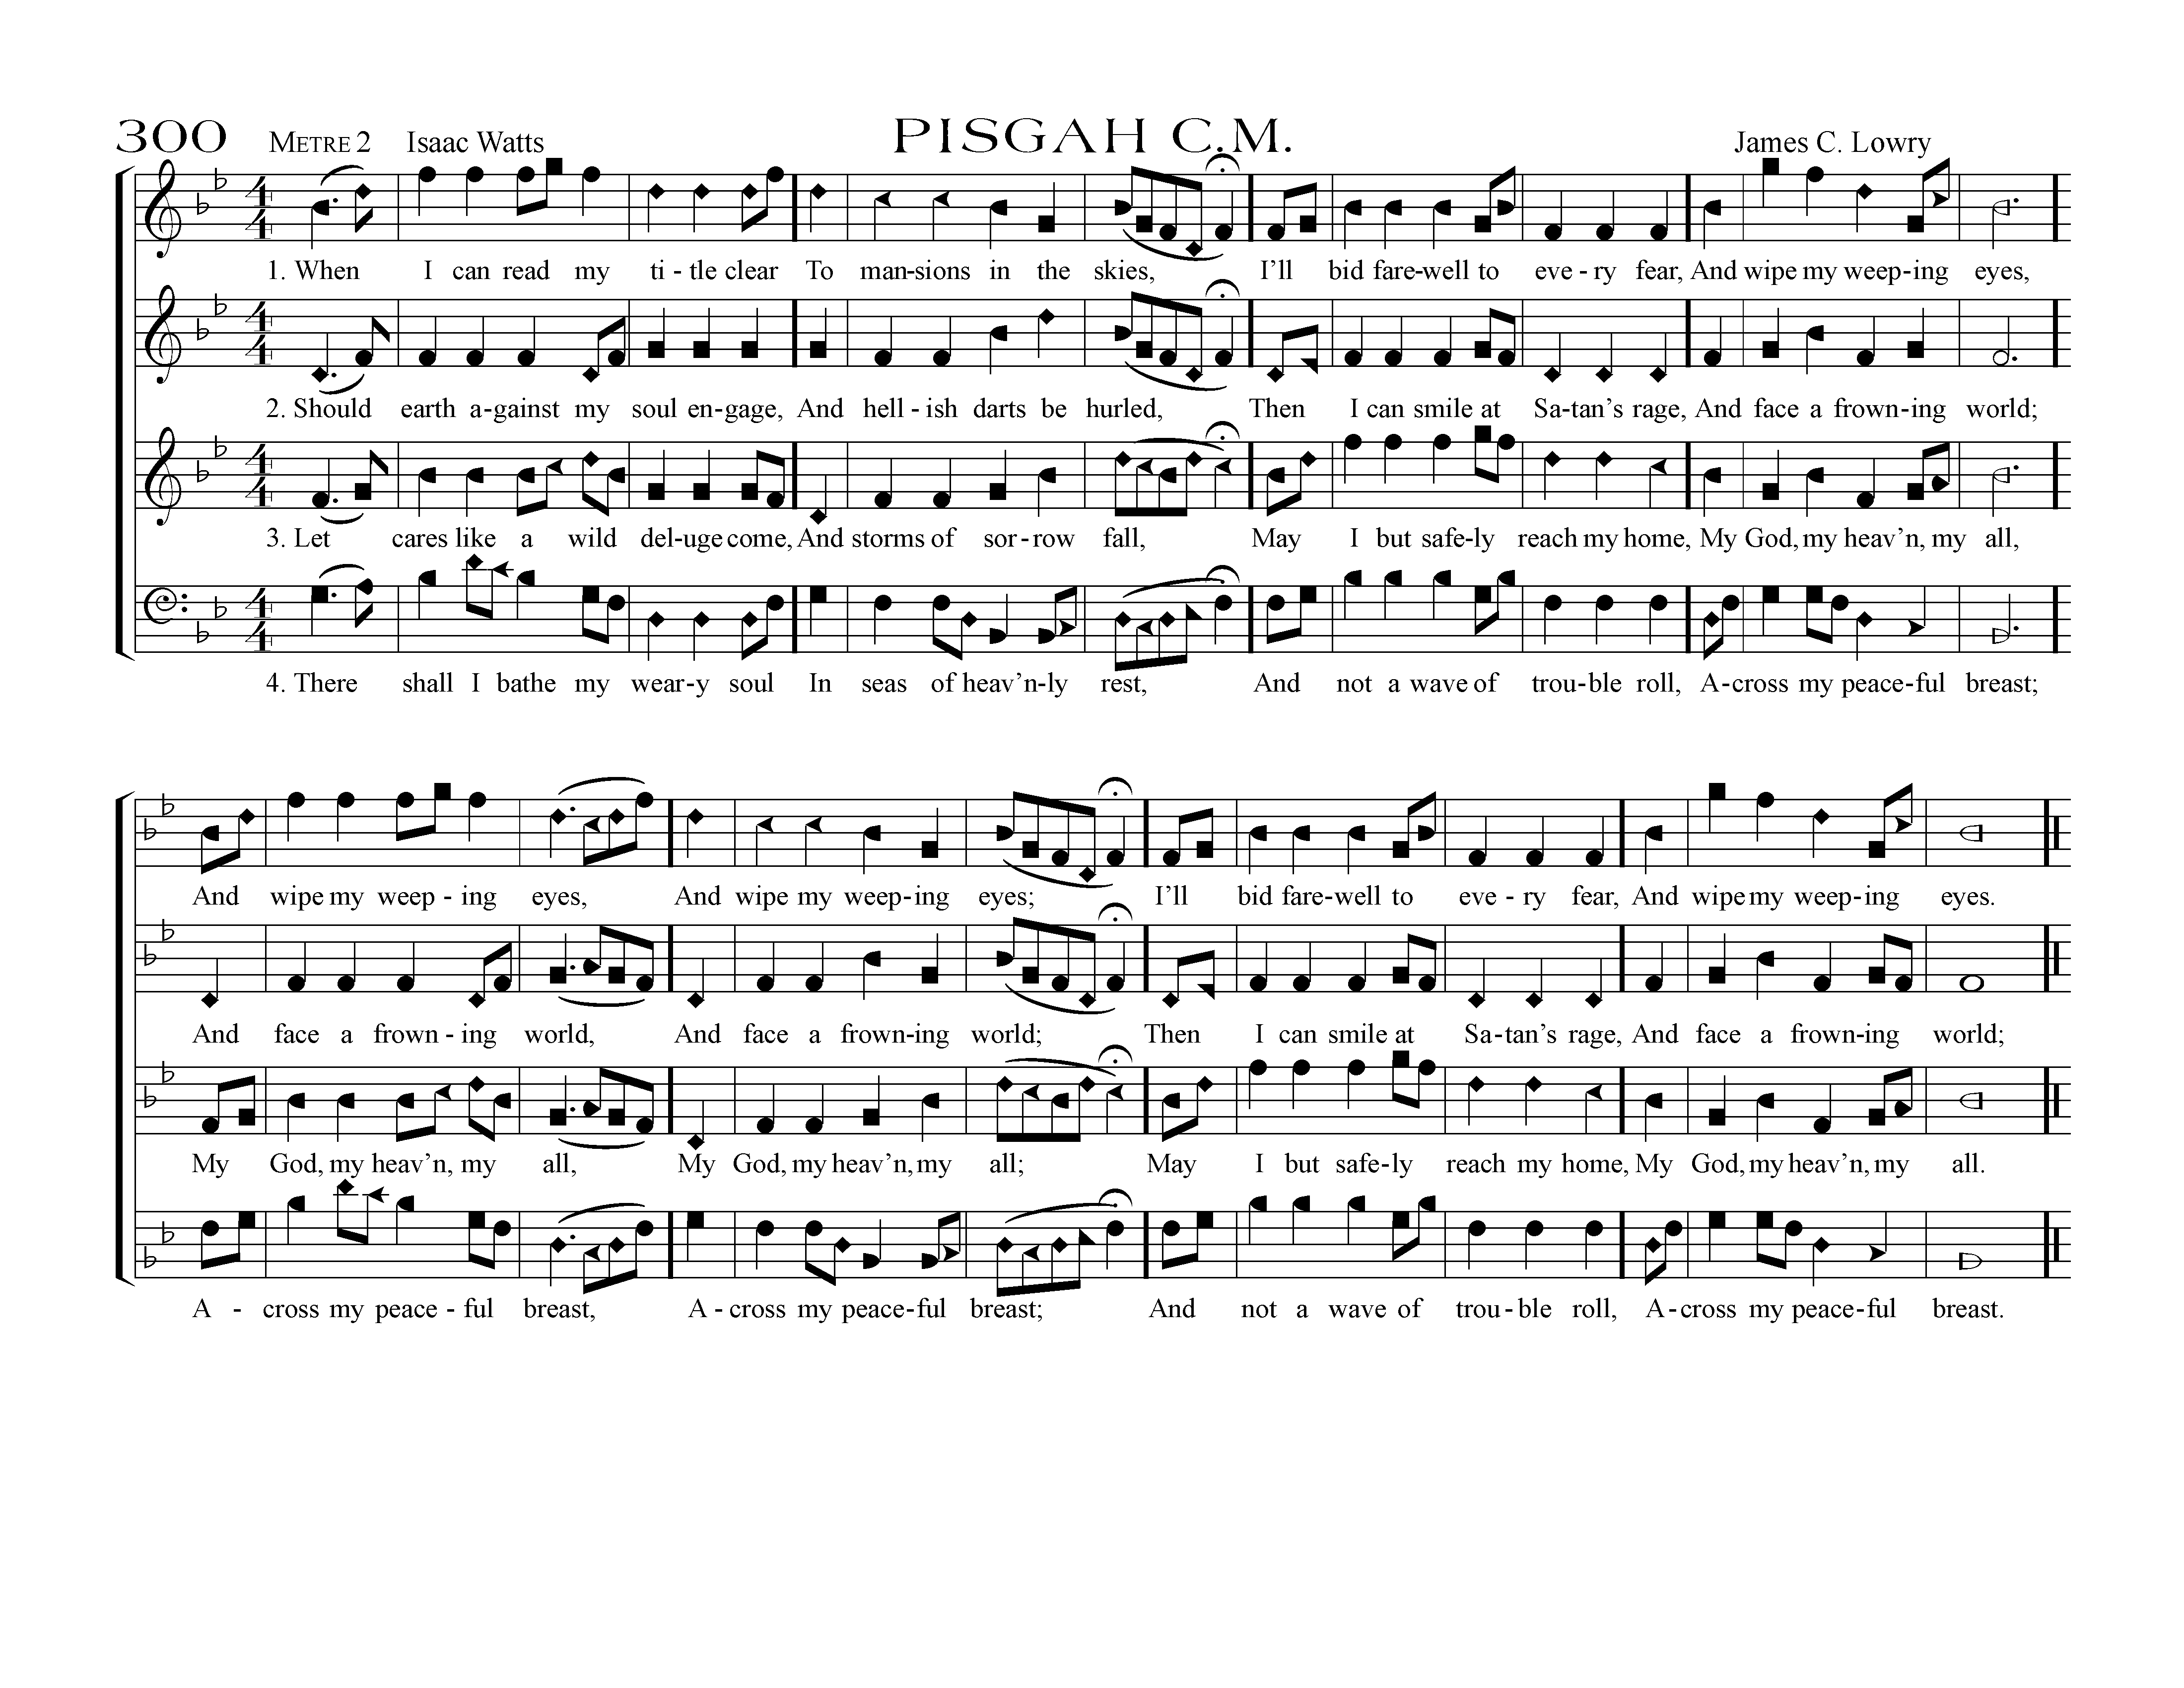 300 METRE 2 Isaac Watts PISGAH C.M. James C. Lowry
4 4
1. When I can read my ti - tle clear To man-sions in the skies, I’ll bid fare-well to eve - ry fear, And wipe my weep-ing eyes,
4 4
2. Should earth a-gainst my soul en-gage, And hell - ish darts be hurled, Then I can smile at Sa-tan’s rage, And face a frown-ing world;
4 4
3. Let cares like a wild del-uge come, And storms of sor-row fall, May I but safe-ly reach my home, My God, my heav’n, my all,
4 4
4. There shall I bathe my wear-y soul In seas of heav’n-ly rest, And not a wave of trou-ble roll, A-cross my peace-ful breast;
And wipe my weep - ing eyes, And wipe my weep-ing eyes; I’ll bid fare-well to eve - ry fear, And wipe my weep-ing eyes.
And face a frown - ing world, And face a frown-ing world; Then I can smile at Sa-tan’s rage, And face a frown-ing world;
My God, my heav’n, my all, My God, my heav’n, my all; May I but safe-ly reach my home, My God, my heav’n, my all.
A - cross my peace - ful breast, A - cross my peace-ful breast; And not a wave of trou-ble roll, A-cross my peace-ful breast.